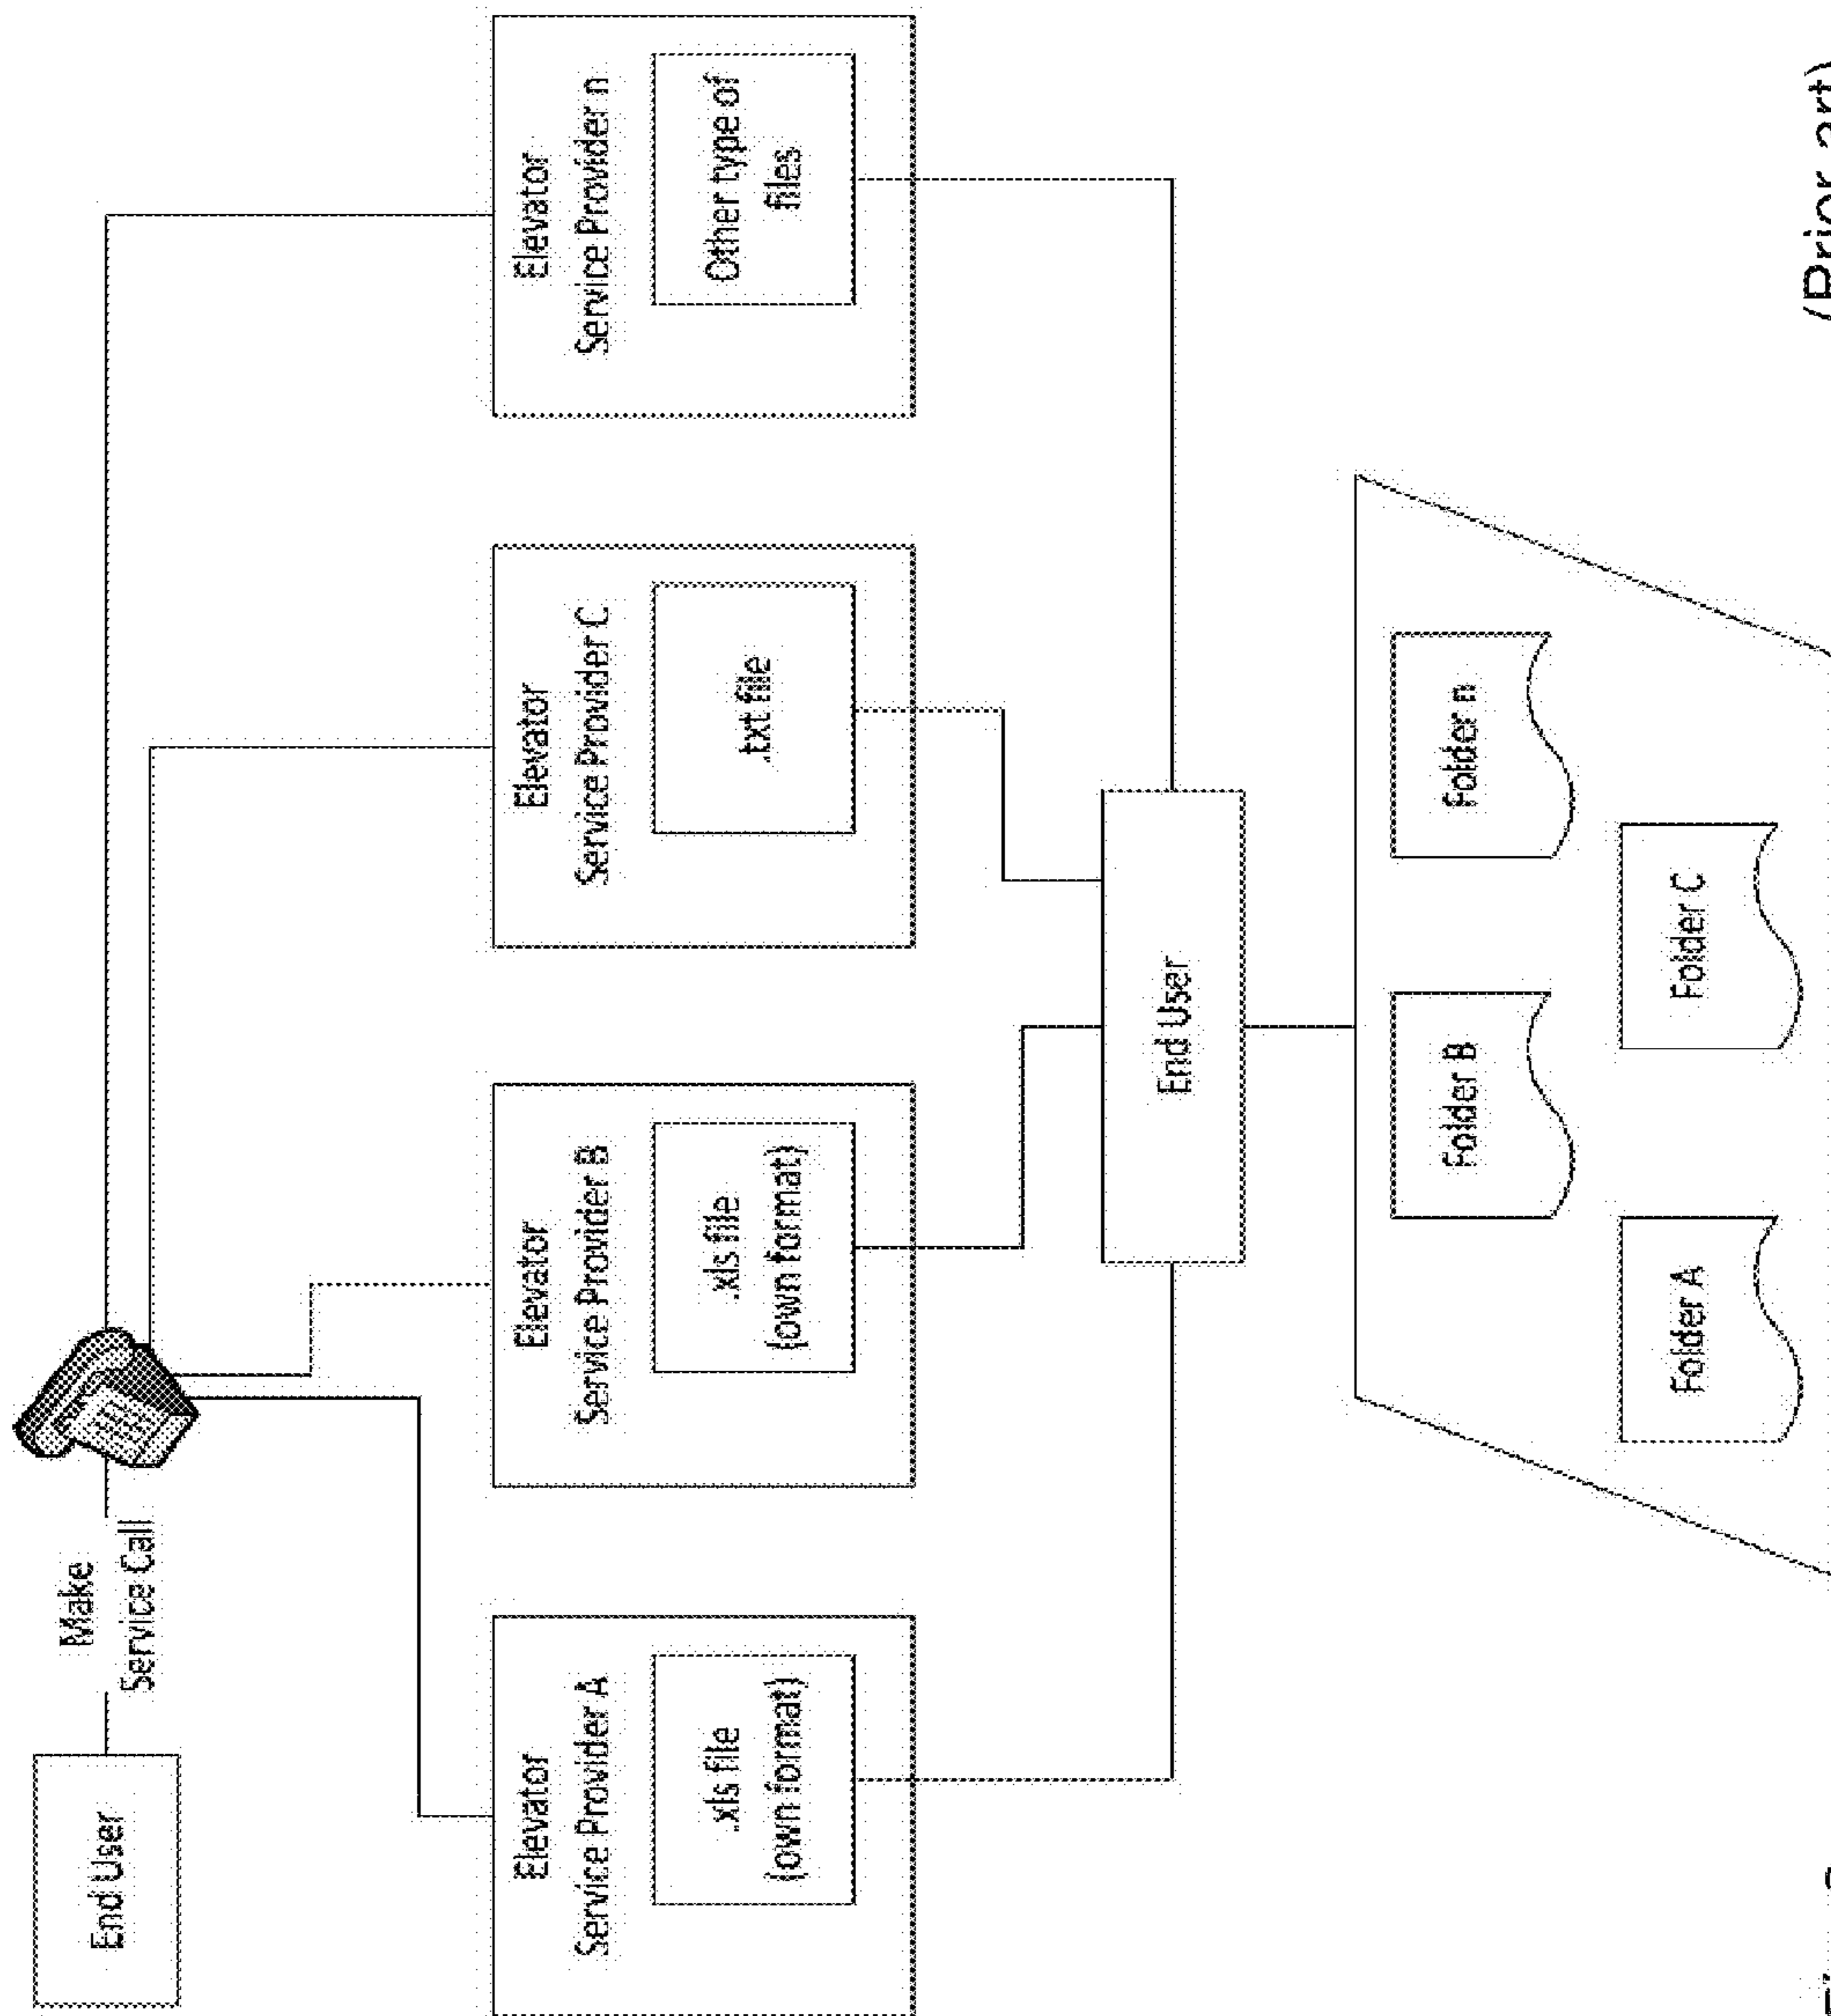 End User
Make
Service Call
Elevator
Service Provider A
.xls file
(own format)
Elevator
Service Provider B
.xls file
(own format)
Elevator
Service Provider C
.txt file
Elevator
Service Provider n
Other type of
files
End User
Folder B
Folder n
Folder A
Folder C
(Prior art)